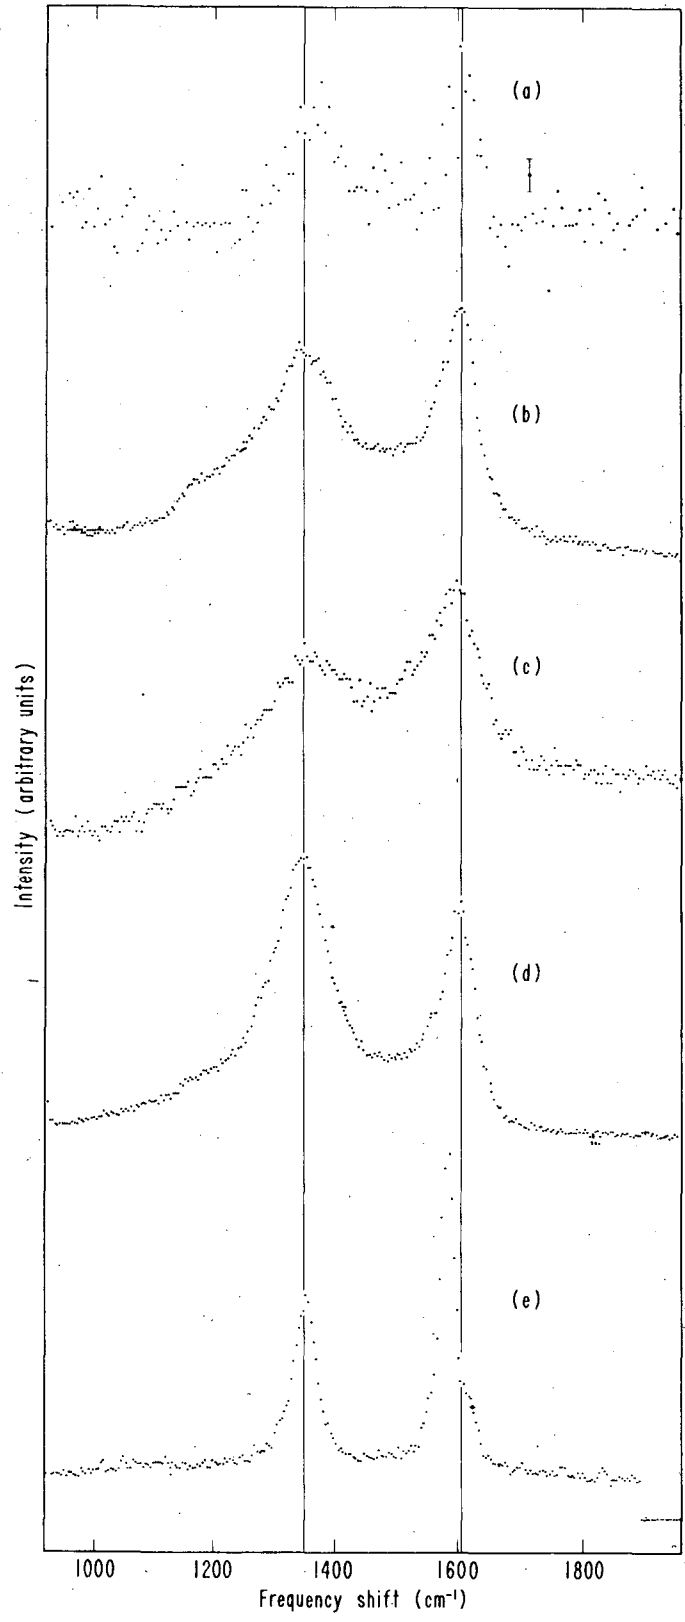 (a)
(b)
(c)
(d)
(e)
Intensity (arbitrary units)
1000 1200 1400 1600 1800
Frequency shift (cm⁻¹)